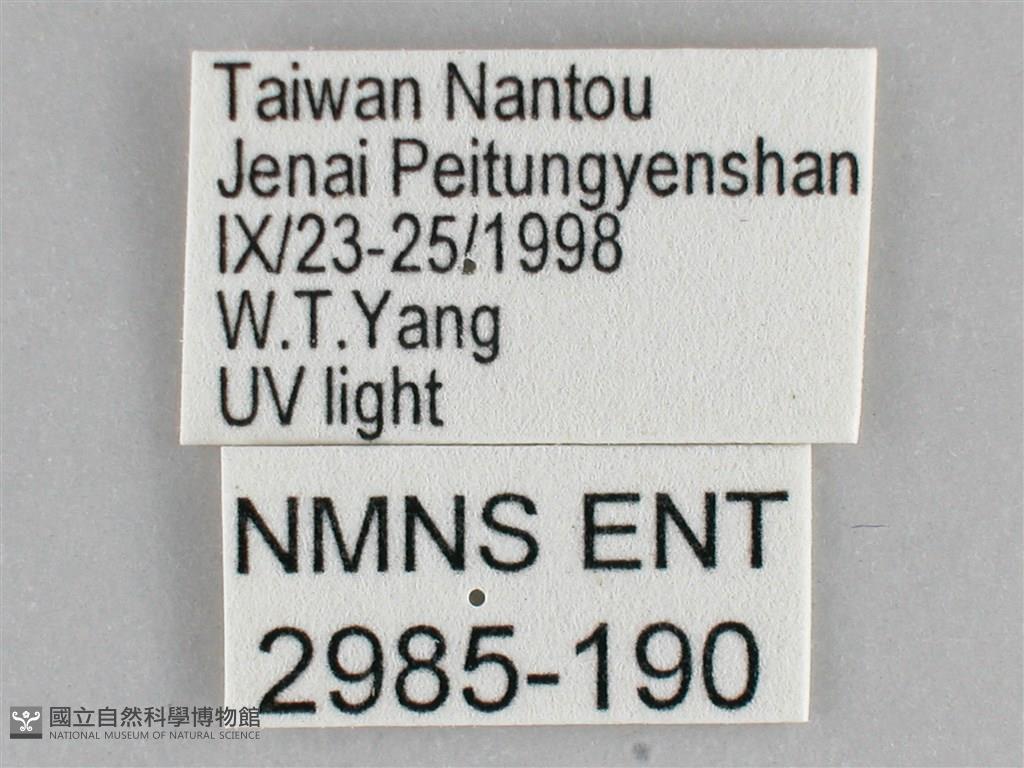 Taiwan Nantou
Jenai Peitungyenshan
IX/23-25/1998
W.T.Yang
UV light
NMNS ENT
2985-190
國立自然科學博物館
NATIONAL MUSEUM OF NATURAL SCIENCE